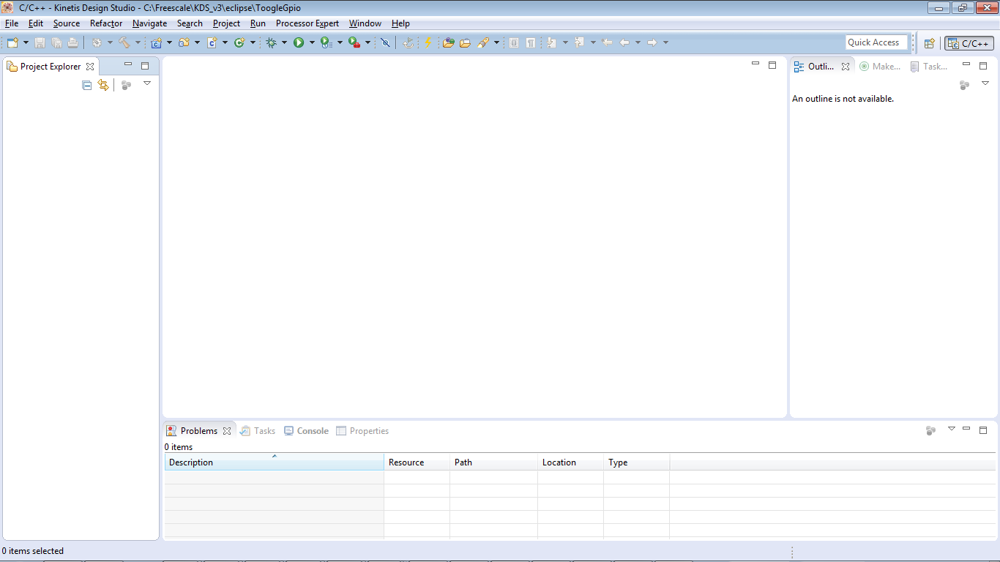 C/C++ - Kinetis Design Studio - C:\Freescale\KDS_v3\eclipse\ToogleGpio
File Edit Source Refactor Navigate Search Project Run Processor Expert Window Help
Quick Access
C/C++
Project Explorer
Outli...
Make...
Task...
An outline is not available.
Problems
Tasks
Console
Properties
0 items
Description Resource Path Location Type
0 items selected